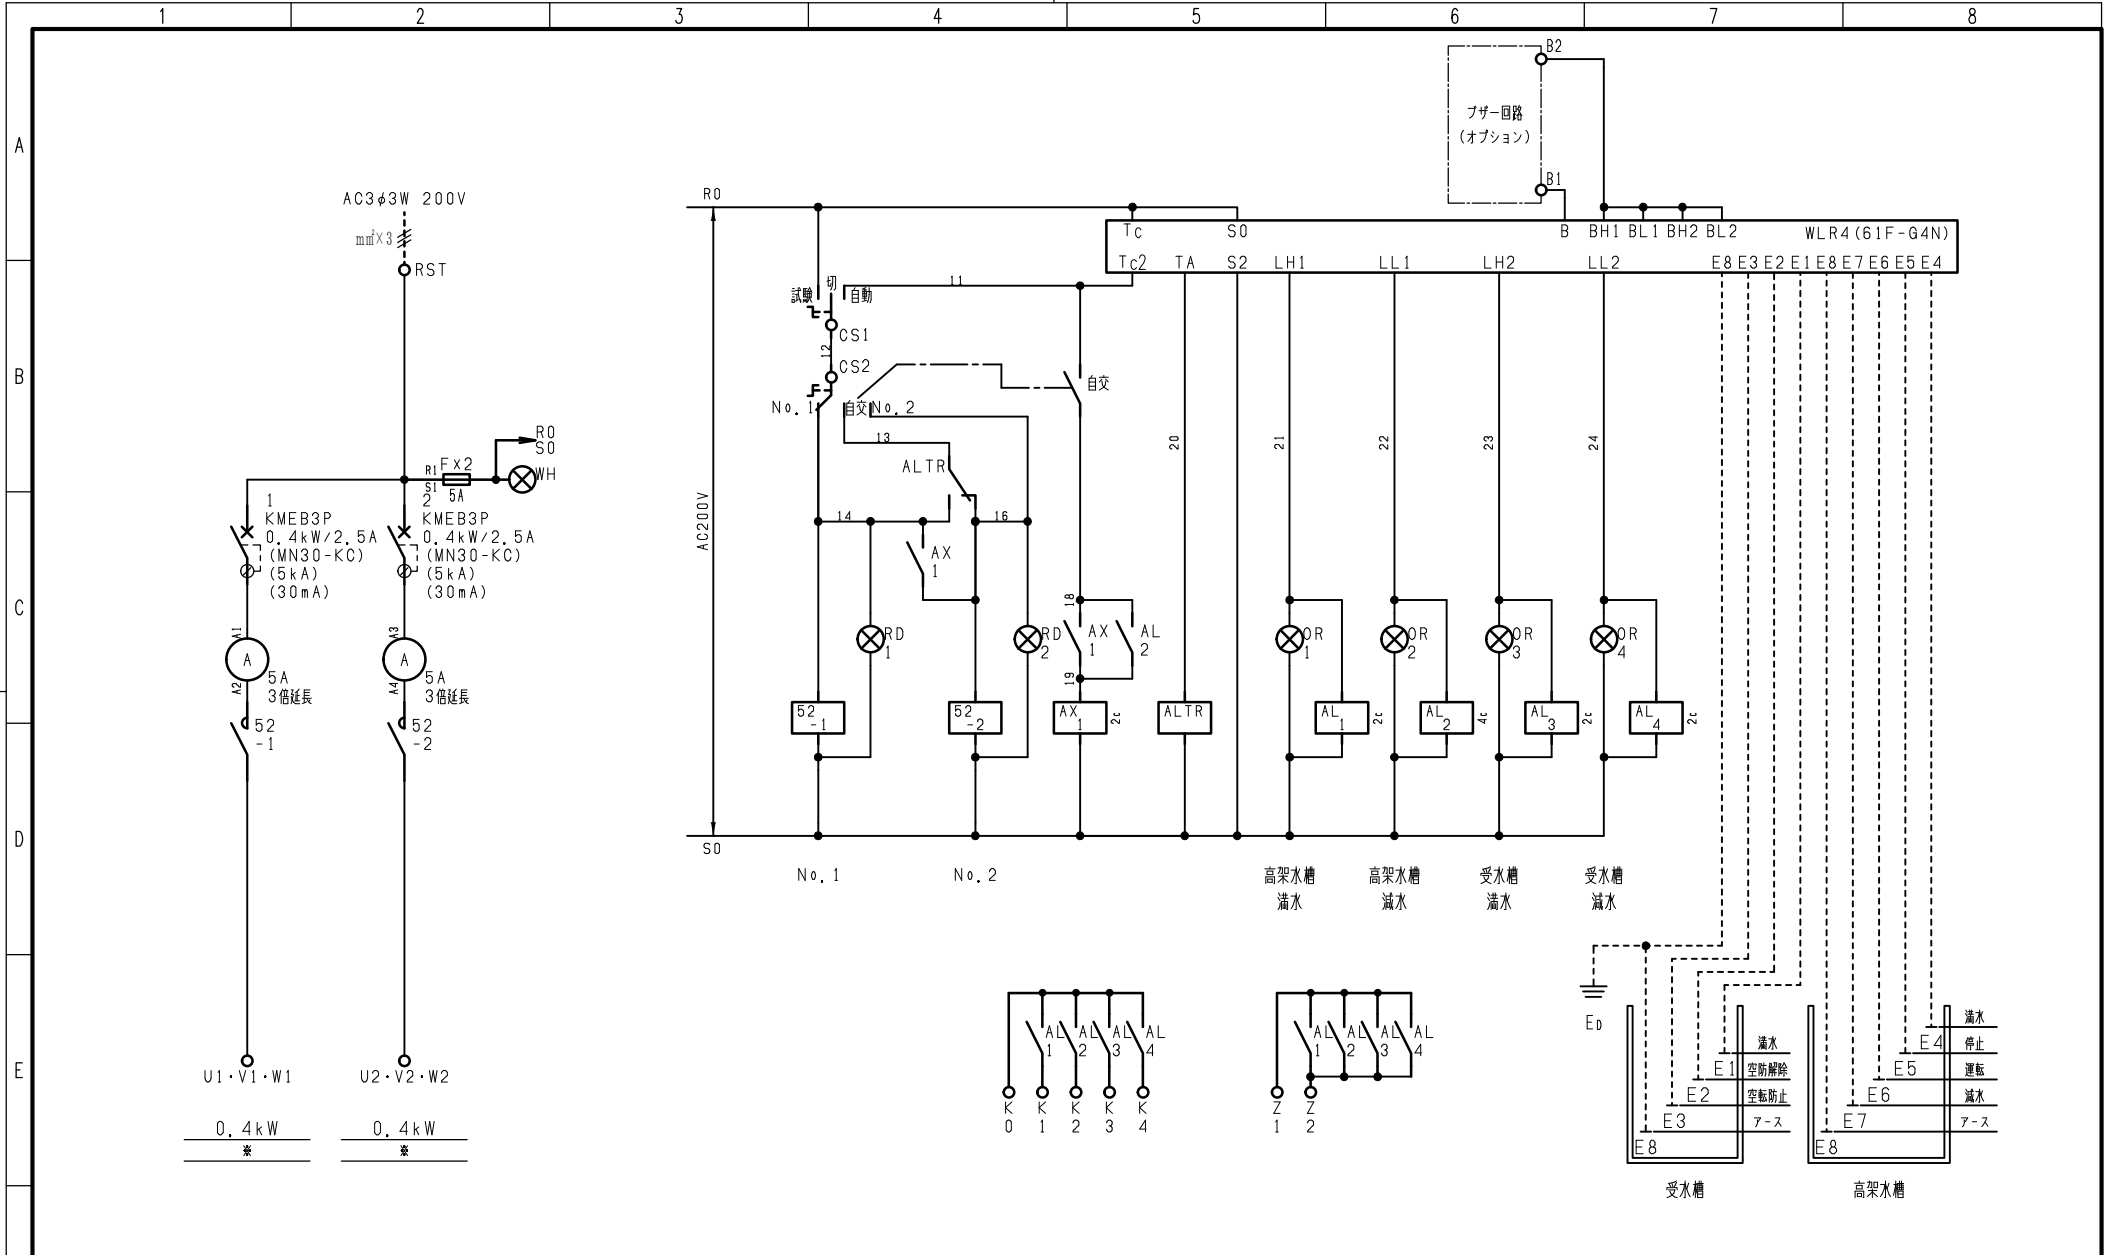 1 2 3 4 5 6 7 8
A
B
C
D
E
AC3φ3W 200V
mm²×3
RST
R0
S0
R1
S1
F×2
5A
WH
1
KMEB3P
0.4kW/2.5A
(MN30-KC)
(5kA)
(30mA)
2
KMEB3P
0.4kW/2.5A
(MN30-KC)
(5kA)
(30mA)
A1
A
A2
5A
3倍延長
A3
A
A4
5A
3倍延長
52
-1
52
-2
U1・V1・W1
U2・V2・W2
0.4kW
※
0.4kW
※
R0
AC200V
S0
ブザー回路
(オプション)
B2
B1
Tc S0 B BH1 BL1 BH2 BL2 WLR4(61F-G4N)
Tc2 TA S2 LH1 LL1 LH2 LL2 E8 E3 E2 E1 E8 E7 E6 E5 E4
試験 切 自動
11
CS1
12
CS2
No.1 自交 No.2
自交
13
ALTR
14
16
AX
1
20
21
22
23
24
RD
1
RD
2
18
AX
1
AL
2
19
OR
1
OR
2
OR
3
OR
4
52
-1
52
-2
AX
1
2c
ALTR
AL
1
2c
AL
2
4c
AL
3
2c
AL
4
2c
No.1
No.2
高架水槽
満水
高架水槽
減水
受水槽
満水
受水槽
減水
AL
1
AL
2
AL
3
AL
4
K
0
K
1
K
2
K
3
K
4
AL
1
AL
2
AL
3
AL
4
Z
1
Z
2
ED
満水
E1 空防解除
E2 空転防止
E3 アース
E8
受水槽
満水
E4 停止
E5 運転
E6 減水
E7 アース
E8
高架水槽